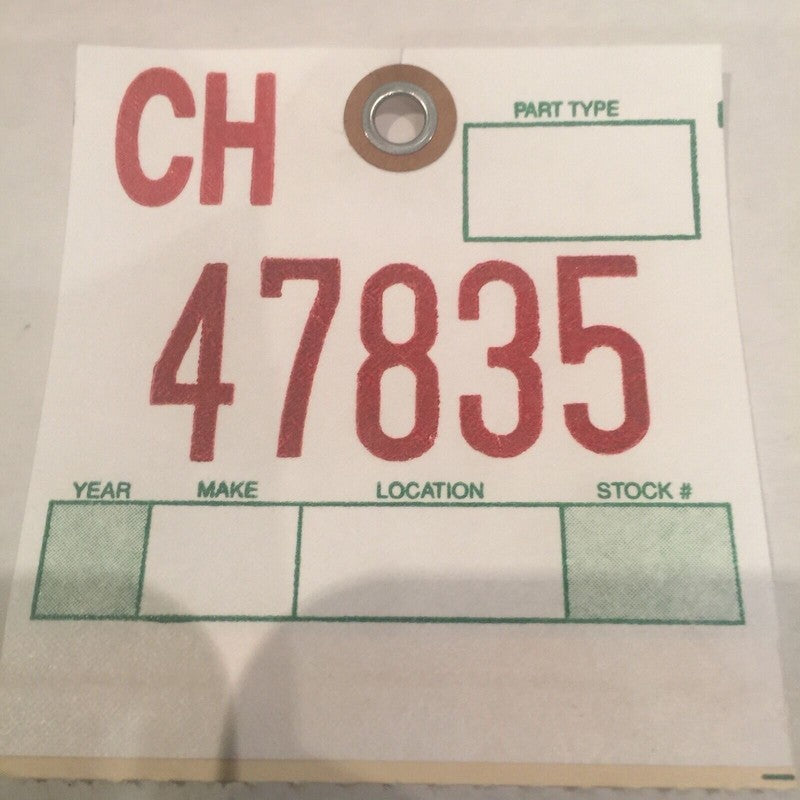 CH
PART TYPE
47835
YEAR MAKE LOCATION STOCK #